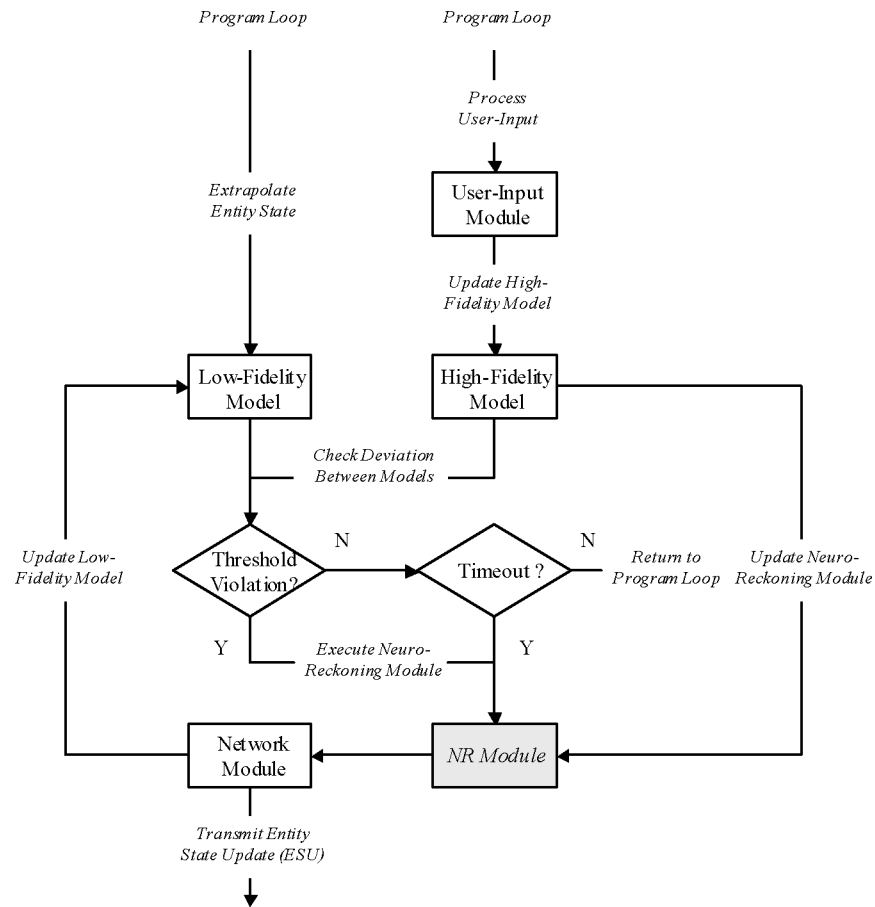 Program Loop
Program Loop
Process
User-Input
Extrapolate
Entity State
User-Input
Module
Update High-
Fidelity Model
Low-Fidelity
Model
High-Fidelity
Model
Check Deviation
Between Models
Update Low-
Fidelity Model
Threshold
Violation?
N
Timeout ?
N
Return to
Program Loop
Update Neuro-
Reckoning Module
Y
Execute Neuro-
Reckoning Module
Y
Network
Module
NR Module
Transmit Entity
State Update (ESU)